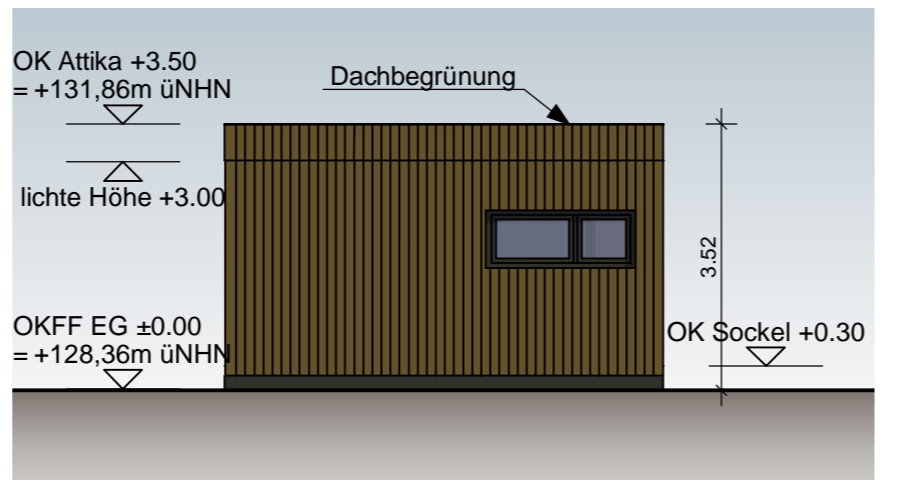 OK Attika +3.50
= +131,86m üNHN
Dachbegrünung
lichte Höhe +3.00
3.52
OKFF EG ±0.00
= +128,36m üNHN
OK Sockel +0.30